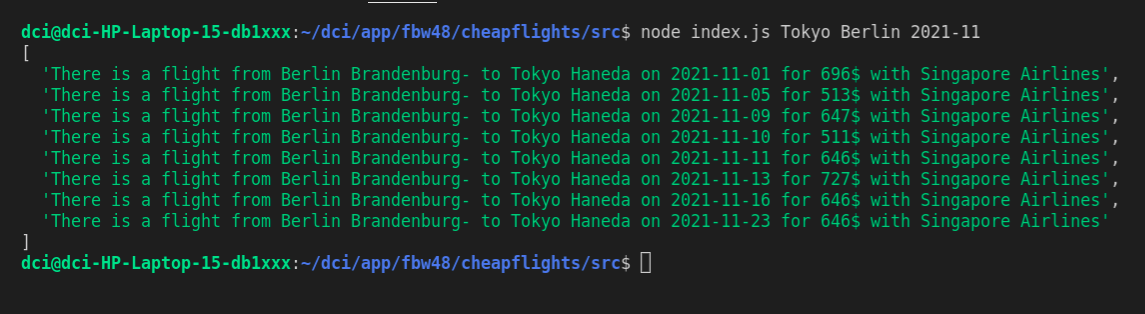 dci@dci-HP-Laptop-15-db1xxx:~/dci/app/fbw48/cheapflights/src$ node index.js Tokyo Berlin 2021-11
[
  'There is a flight from Berlin Brandenburg- to Tokyo Haneda on 2021-11-01 for 696$ with Singapore Airlines',
  'There is a flight from Berlin Brandenburg- to Tokyo Haneda on 2021-11-05 for 513$ with Singapore Airlines',
  'There is a flight from Berlin Brandenburg- to Tokyo Haneda on 2021-11-09 for 647$ with Singapore Airlines',
  'There is a flight from Berlin Brandenburg- to Tokyo Haneda on 2021-11-10 for 511$ with Singapore Airlines',
  'There is a flight from Berlin Brandenburg- to Tokyo Haneda on 2021-11-11 for 646$ with Singapore Airlines',
  'There is a flight from Berlin Brandenburg- to Tokyo Haneda on 2021-11-13 for 727$ with Singapore Airlines',
  'There is a flight from Berlin Brandenburg- to Tokyo Haneda on 2021-11-16 for 646$ with Singapore Airlines',
  'There is a flight from Berlin Brandenburg- to Tokyo Haneda on 2021-11-23 for 646$ with Singapore Airlines'
]
dci@dci-HP-Laptop-15-db1xxx:~/dci/app/fbw48/cheapflights/src$